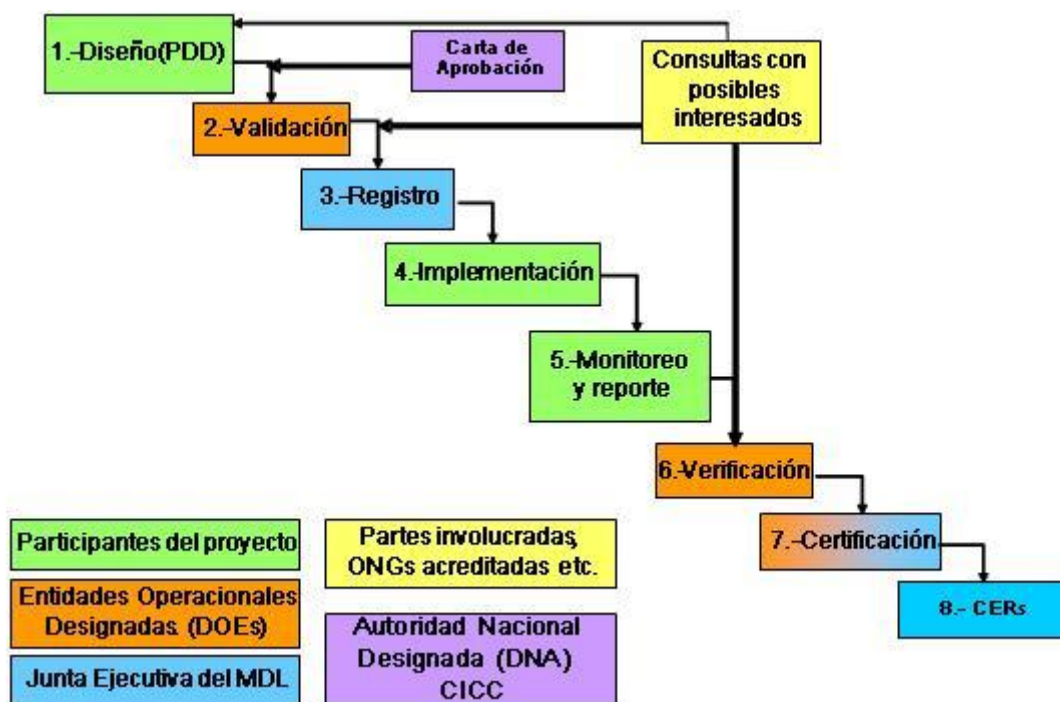 1.-Diseño(PDD)
Carta de
Aprobación
Consultas con
posibles
interesados
2.-Validación
3.-Registro
4.-Implementación
5.-Monitoreo
y reporte
6.-Verificación
7.-Certificación
8.- CERs
Participantes del proyecto
Partes involucradas,
ONGs acreditadas etc.
Entidades Operacionales
Designadas. (DOEs)
Autoridad Nacional
Designada (DNA)
CICC
Junta Ejecutiva del MDL